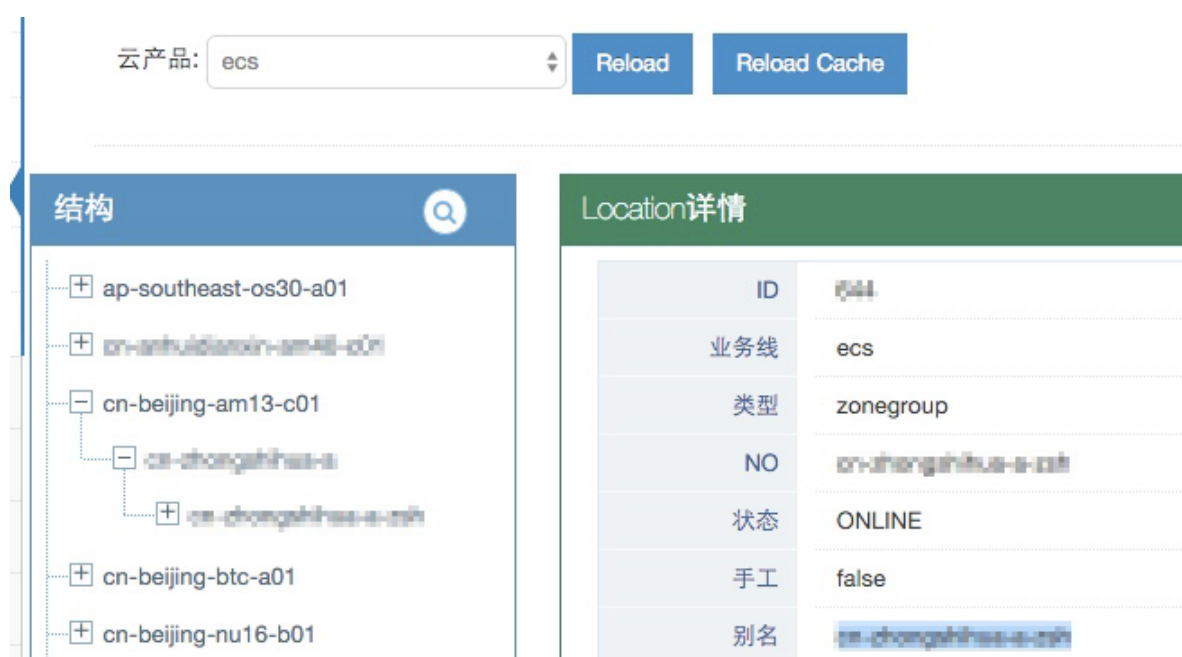 云产品: ecs Reload Reload Cache
结构
ap-southeast-os30-a01
cn-beijing-am13-c01
cn-beijing-btc-a01
cn-beijing-nu16-b01
Location详情
ID
业务线 ecs
类型 zonegroup
NO
状态 ONLINE
手工 false
别名